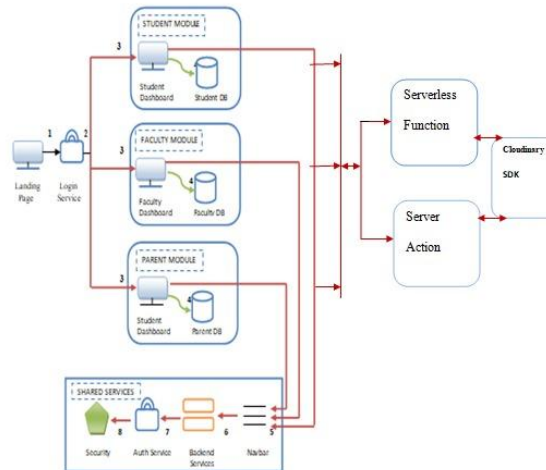 STUDENT MODULE
3
Student
Dashboard
Student DB
1
2
Landing
Page
Login
Service
FACULTY MODULE
3
4
Faculty
Dashboard
Faculty DB
PARENT MODULE
3
4
Student
Dashboard
Parent DB
Serverless
Function
Cloudinary
SDK
Server
Action
SHARED SERVICES
8
7
6
5
Security
Auth Service
Backend
Services
Navbar